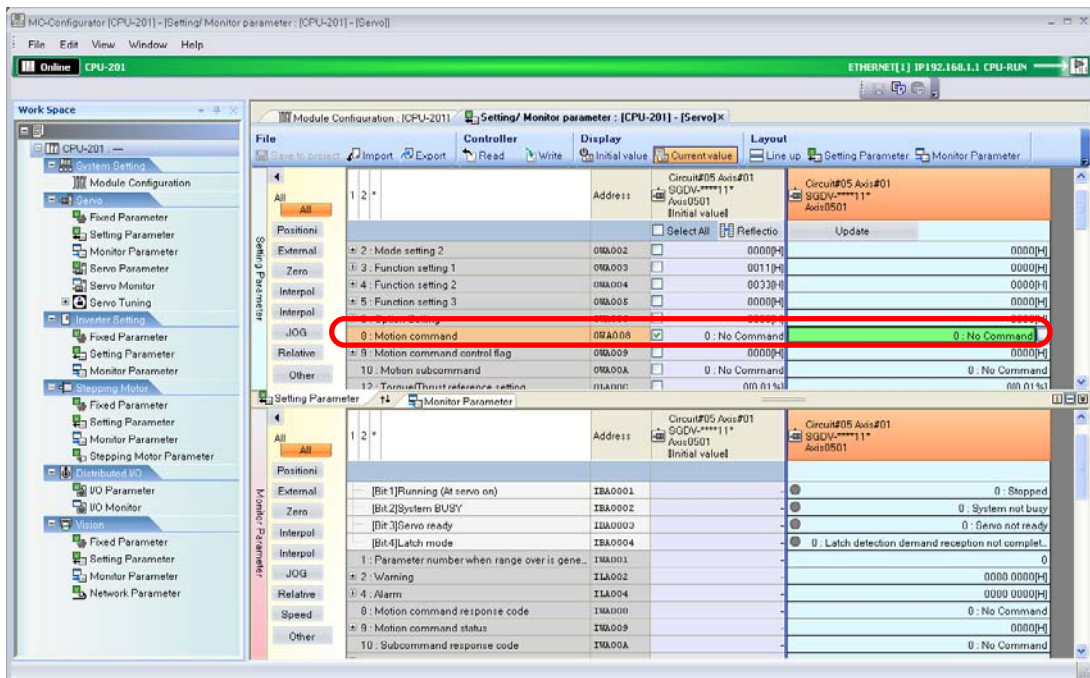 MC-Configurator [CPU-201] - [Setting/ Monitor parameter : [CPU-201] - [Servo]]
File Edit View Window Help
Online CPU-201 ETHERNET[1] IP192.168.1.1 CPU-RUN
Work Space
CPU-201 : ---
System Setting
Module Configuration
Servo
Fixed Parameter
Setting Parameter
Monitor Parameter
Servo Parameter
Servo Monitor
Servo Tuning
Inverter Setting
Fixed Parameter
Setting Parameter
Monitor Parameter
Stepping Motor
Fixed Parameter
Setting Parameter
Monitor Parameter
Stepping Motor Parameter
Distributed I/O
I/O Parameter
I/O Monitor
Vision
Fixed Parameter
Setting Parameter
Monitor Parameter
Network Parameter
Module Configuration : [CPU-201] Setting/ Monitor parameter : [CPU-201] - [Servo] ×
File Controller Display Layout
Save to project Import Export Read Write Initial value Current value Line up Setting Parameter Monitor Parameter
Setting Parameter
All
All
Positioni
External
Zero
Interpol
Interpol
JOG
Relative
Other
1 2 * Address
Circuit#05 Axis#01
SGDV-****11*
Axis0501
[Initial value]
Circuit#05 Axis#01
SGDV-****11*
Axis0501
Select All Reflectio Update
2 : Mode setting 2 OWA002 0000[H] 0000[H]
3 : Function setting 1 OWA003 0011[H] 0000[H]
4 : Function setting 2 OWA004 0033[H] 0000[H]
5 : Function setting 3 OWA005 0000[H] 0000[H]
8 : Motion command OWA008 0 : No Command 0 : No Command
9 : Motion command control flag OWA009 0000[H] 0000[H]
10 : Motion subcommand OWA00A 0 : No Command 0 : No Command
12 : Torque/Thrust reference setting OLA00C 0[0.01%] 0[0.01%]
Setting Parameter Monitor Parameter
Monitor Parameter
All
All
Positioni
External
Zero
Interpol
Interpol
JOG
Relative
Speed
Other
1 2 * Address
Circuit#05 Axis#01
SGDV-****11*
Axis0501
[Initial value]
Circuit#05 Axis#01
SGDV-****11*
Axis0501
[Bit:1]Running (At servo on) IBA0001 - 0 : Stopped
[Bit:2]System BUSY IBA0002 - 0 : System not busy
[Bit:3]Servo ready IBA0003 - 0 : Servo not ready
[Bit:4]Latch mode IBA0004 - 0 : Latch detection demand reception not complet...
1 : Parameter number when range over is gene... IWA001 - 0
2 : Warning ILA002 - 0000 0000[H]
4 : Alarm ILA004 - 0000 0000[H]
8 : Motion command response code IWA008 - 0 : No Command
9 : Motion command status IWA009 - 0000[H]
10 : Subcommand response code IWA00A - 0 : No Command